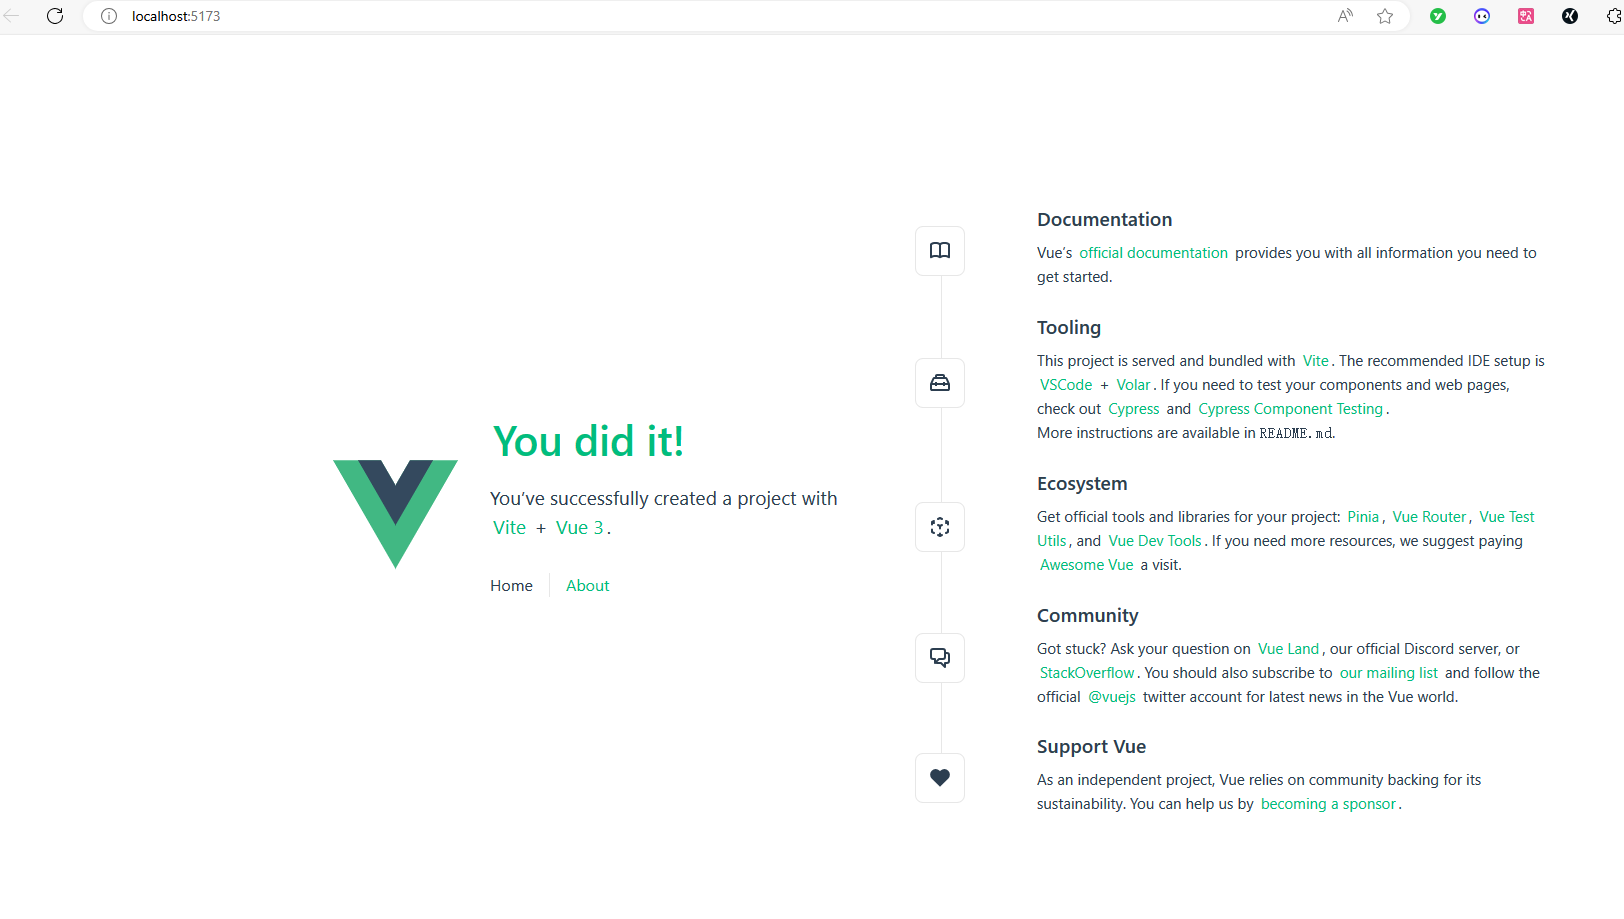 localhost:5173
You did it!
You’ve successfully created a project with
Vite + Vue 3.
Home
About
Documentation
Vue’s official documentation provides you with all information you need to
get started.
Tooling
This project is served and bundled with Vite. The recommended IDE setup is
VSCode + Volar. If you need to test your components and web pages,
check out Cypress and Cypress Component Testing.
More instructions are available in README.md.
Ecosystem
Get official tools and libraries for your project: Pinia, Vue Router, Vue Test
Utils, and Vue Dev Tools. If you need more resources, we suggest paying
Awesome Vue a visit.
Community
Got stuck? Ask your question on Vue Land, our official Discord server, or
StackOverflow. You should also subscribe to our mailing list and follow the
official @vuejs twitter account for latest news in the Vue world.
Support Vue
As an independent project, Vue relies on community backing for its
sustainability. You can help us by becoming a sponsor.